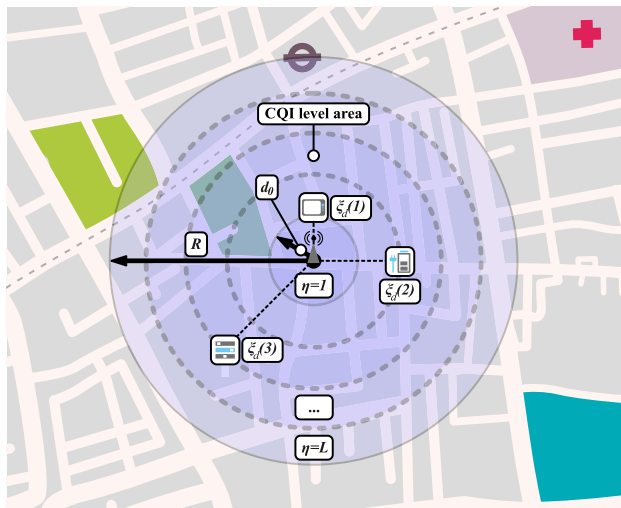 CQI level area
d₀
ξd(1)
R
η=1
ξd(2)
ξd(3)
...
η=L